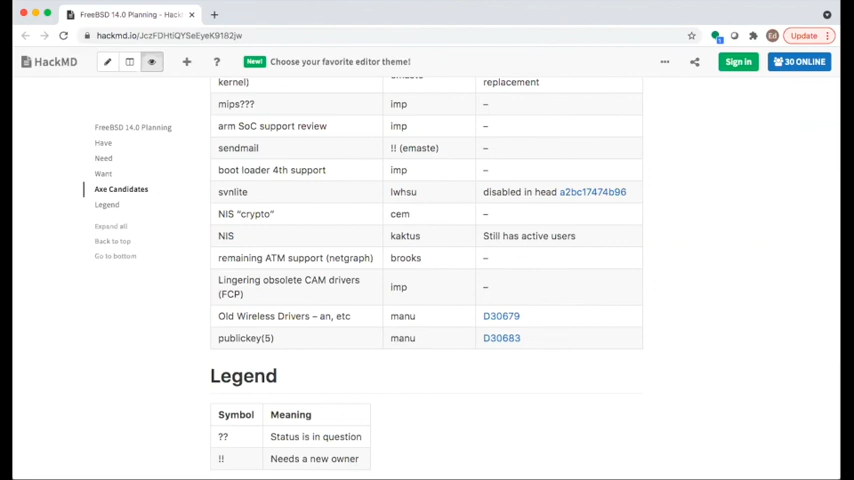 FreeBSD 14.0 Planning - Hack
hackmd.io/JczFDHtiQYSeEyeK9182jw
Ed
Update
HackMD
New!
Choose your favorite editor theme!
Sign in
30 ONLINE
FreeBSD 14.0 Planning
Have
Need
Want
Axe Candidates
Legend
Expand all
Back to top
Go to bottom
kernel) emaste replacement
mips??? imp –
arm SoC support review imp –
sendmail !! (emaste) –
boot loader 4th support imp –
svnlite lwhsu disabled in head a2bc17474b96
NIS “crypto” cem –
NIS kaktus Still has active users
remaining ATM support (netgraph) brooks –
Lingering obsolete CAM drivers
(FCP) imp –
Old Wireless Drivers – an, etc manu D30679
publickey(5) manu D30683
Legend
Symbol Meaning
?? Status is in question
!! Needs a new owner